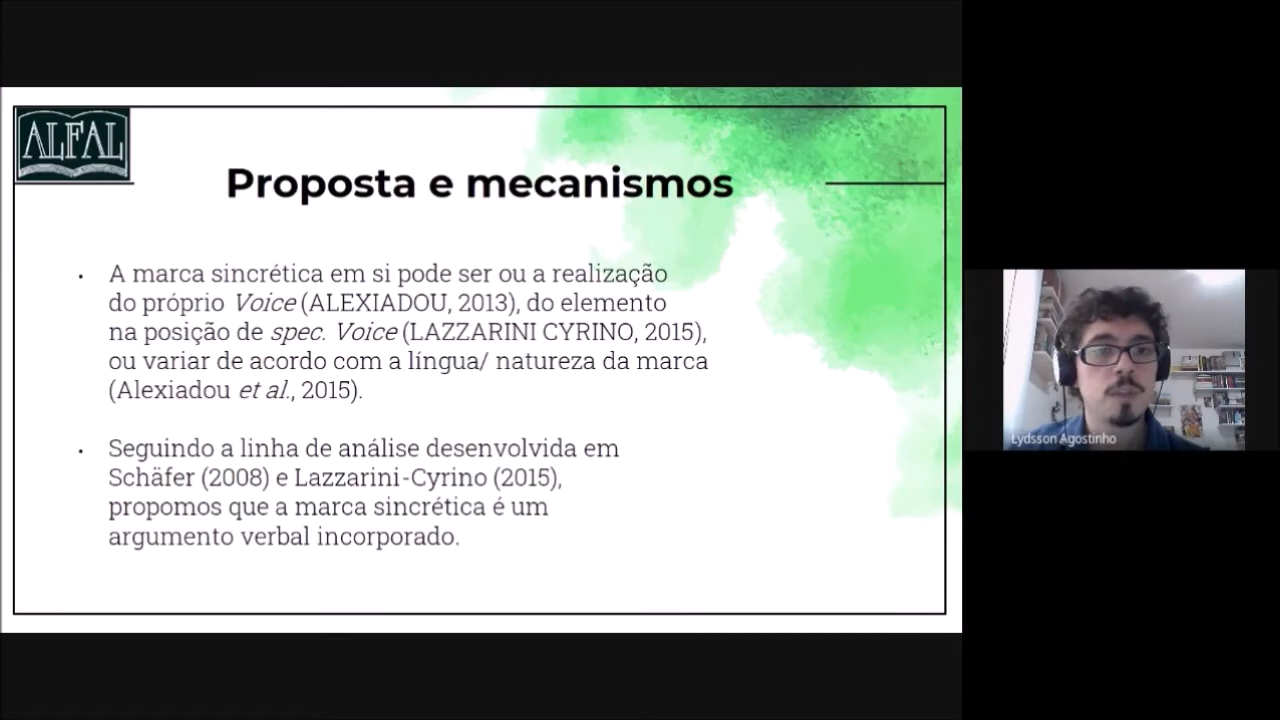 ALFAL
Proposta e mecanismos
• A marca sincrética em si pode ser ou a realização
do próprio Voice (ALEXIADOU, 2013), do elemento
na posição de spec. Voice (LAZZARINI CYRINO, 2015),
ou variar de acordo com a língua/ natureza da marca
(Alexiadou et al., 2015).
• Seguindo a linha de análise desenvolvida em
Schäfer (2008) e Lazzarini-Cyrino (2015),
propomos que a marca sincrética é um
argumento verbal incorporado.
Lydsson Agostinho